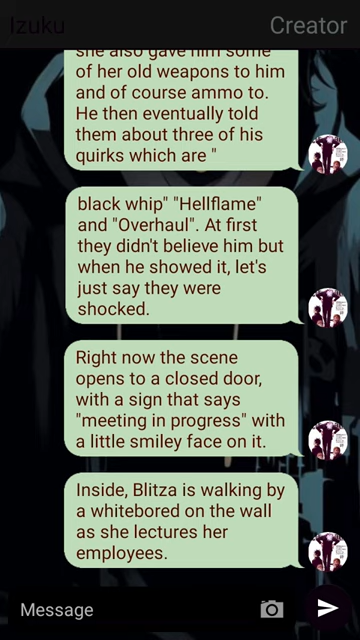 Izuku
Creator
she also gave him some
of her old weapons to him
and of course ammo to.
He then eventually told
them about three of his
quirks which are "
black whip" "Hellflame"
and "Overhaul". At first
they didn't believe him but
when he showed it, let's
just say they were
shocked.
Right now the scene
opens to a closed door,
with a sign that says
"meeting in progress" with
a little smiley face on it.
Inside, Blitza is walking by
a whitebored on the wall
as she lectures her
employees.
Message